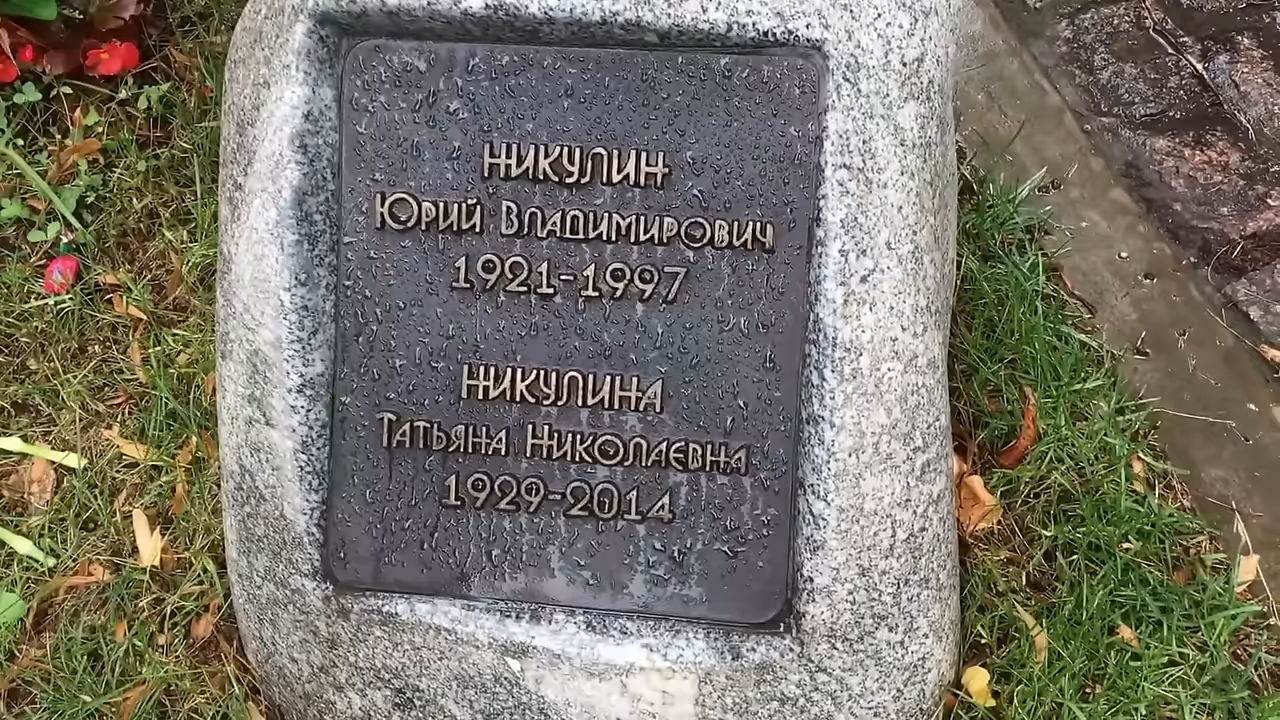 НИКУЛИН
Юрий Владимирович
1921-1997
НИКУЛИНА
Татьяна Николаевна
1929-2014